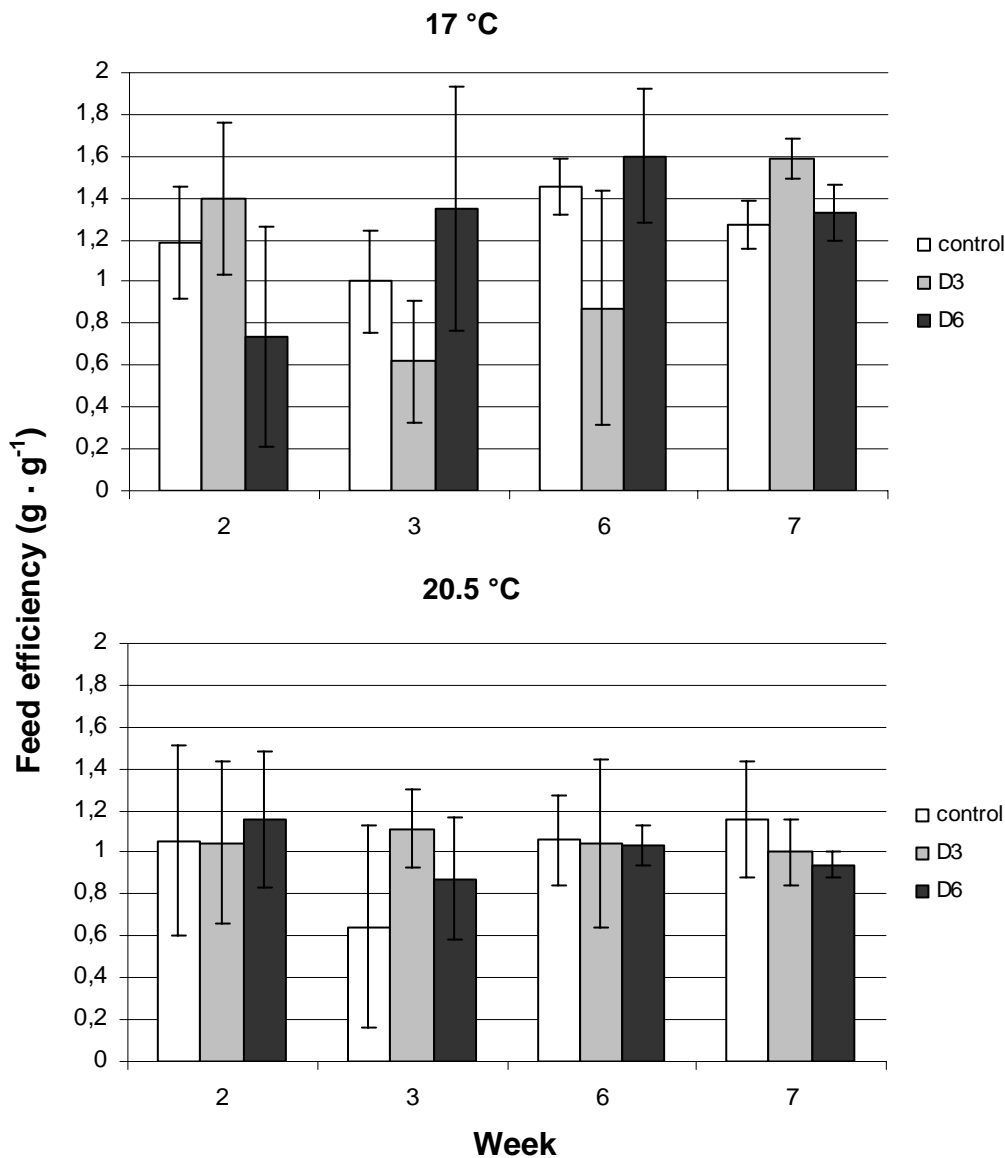 17 °C
2
1,8
1,6
1,4
1,2
1
0,8
0,6
0,4
0,2
0
2 3 6 7
control
D3
D6
Feed efficiency (g · g-1)
20.5 °C
2
1,8
1,6
1,4
1,2
1
0,8
0,6
0,4
0,2
0
2 3 6 7
control
D3
D6
Week